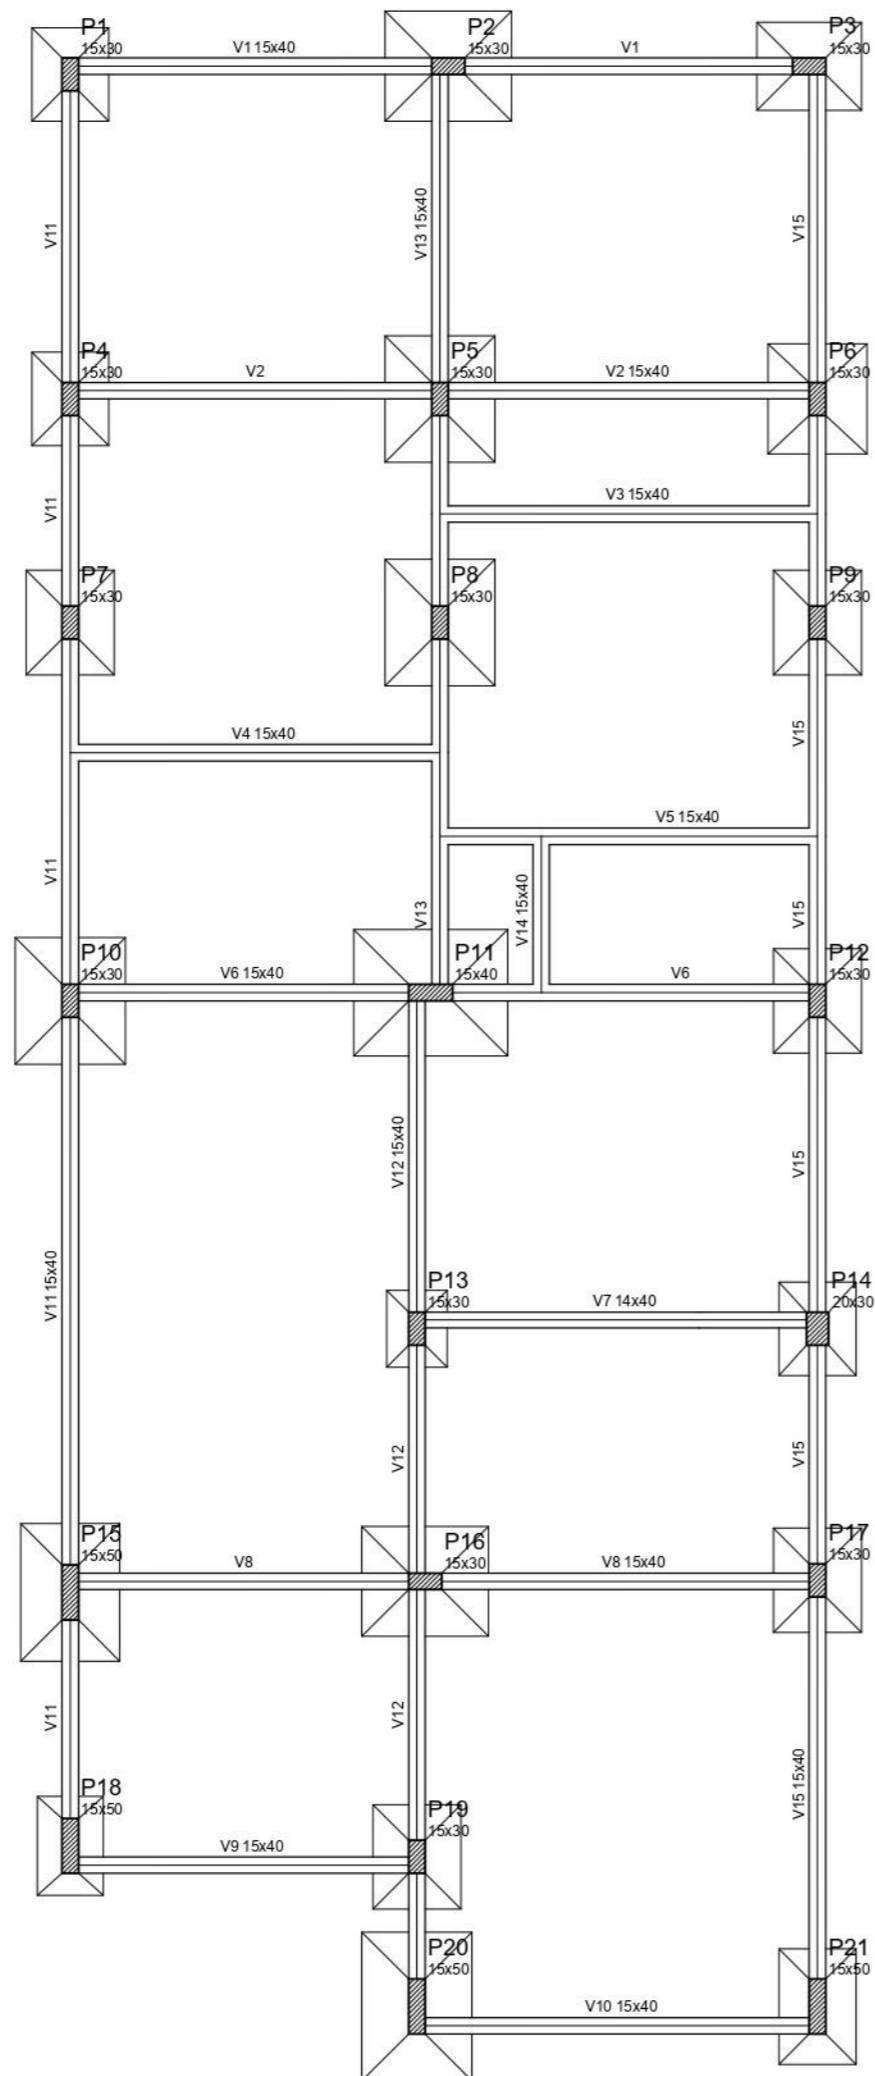 P1
15x30
V1 15x40
P2
15x30
V1
P3
15x30
V11
V13 15x40
V15
P4
15x30
V2
P5
15x30
V2 15x40
P6
15x30
V11
V3 15x40
P7
15x30
P8
15x30
P9
15x30
V4 15x40
V15
V5 15x40
V11
V13
V14 15x40
V15
P10
15x30
V6 15x40
P11
15x40
V6
P12
15x30
V12 15x40
V15
V11 15x40
P13
15x30
V7 14x40
P14
20x30
V12
V15
P15
15x50
V8
P16
15x30
V8 15x40
P17
15x30
V11
V12
V15 15x40
P18
15x50
V9 15x40
P19
15x30
P20
15x50
V10 15x40
P21
15x50